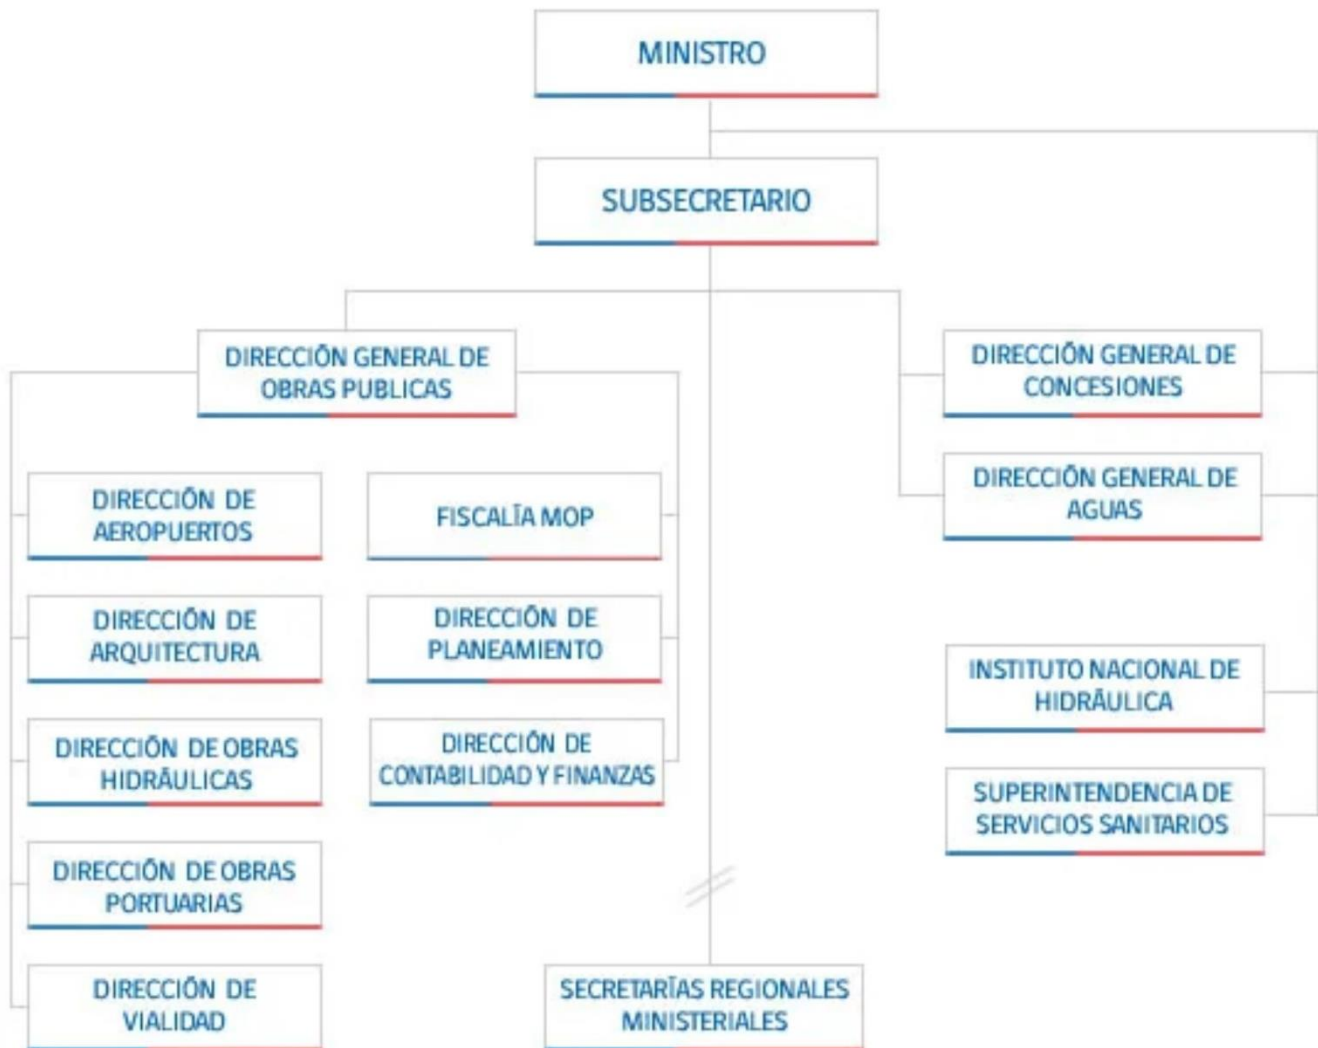 MINISTRO
SUBSECRETARIO
DIRECCIÓN GENERAL DE
OBRAS PUBLICAS
DIRECCIÓN GENERAL DE
CONCESIONES
DIRECCIÓN GENERAL DE
AGUAS
DIRECCIÓN DE
AEROPUERTOS
FISCALÍA MOP
DIRECCIÓN DE
ARQUITECTURA
DIRECCIÓN DE
PLANEAMIENTO
INSTITUTO NACIONAL DE
HIDRÁULICA
DIRECCIÓN DE OBRAS
HIDRÁULICAS
DIRECCIÓN DE
CONTABILIDAD Y FINANZAS
SUPERINTENDENCIA DE
SERVICIOS SANITARIOS
DIRECCIÓN DE OBRAS
PORTUARIAS
DIRECCIÓN DE
VIALIDAD
SECRETARÍAS REGIONALES
MINISTERIALES